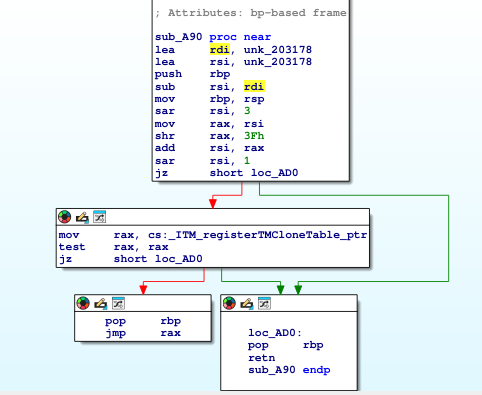 ; Attributes: bp-based frame
sub_A90 proc near
lea rdi, unk_203178
lea rsi, unk_203178
push rbp
sub rsi, rdi
mov rbp, rsp
sar rsi, 3
mov rax, rsi
shr rax, 3Fh
add rsi, rax
sar rsi, 1
jz short loc_AD0
mov rax, cs:_ITM_registerTMCloneTable_ptr
test rax, rax
jz short loc_AD0
pop rbp
jmp rax
loc_AD0:
pop rbp
retn
sub_A90 endp